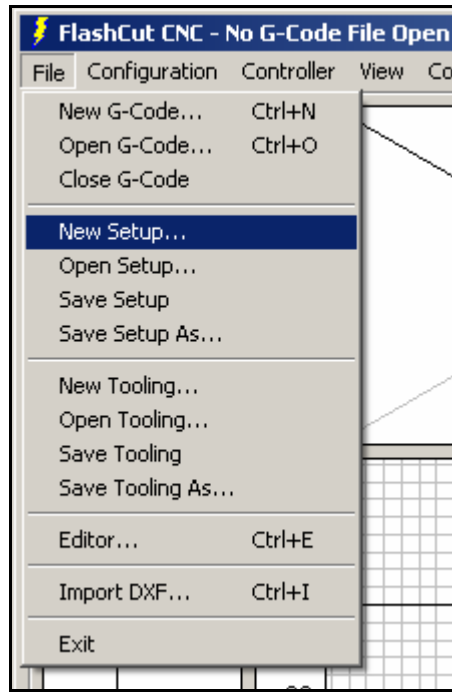 FlashCut CNC - No G-Code File Open
File Configuration Controller View Co
New G-Code... Ctrl+N
Open G-Code... Ctrl+O
Close G-Code
New Setup...
Open Setup...
Save Setup
Save Setup As...
New Tooling...
Open Tooling...
Save Tooling
Save Tooling As...
Editor... Ctrl+E
Import DXF... Ctrl+I
Exit